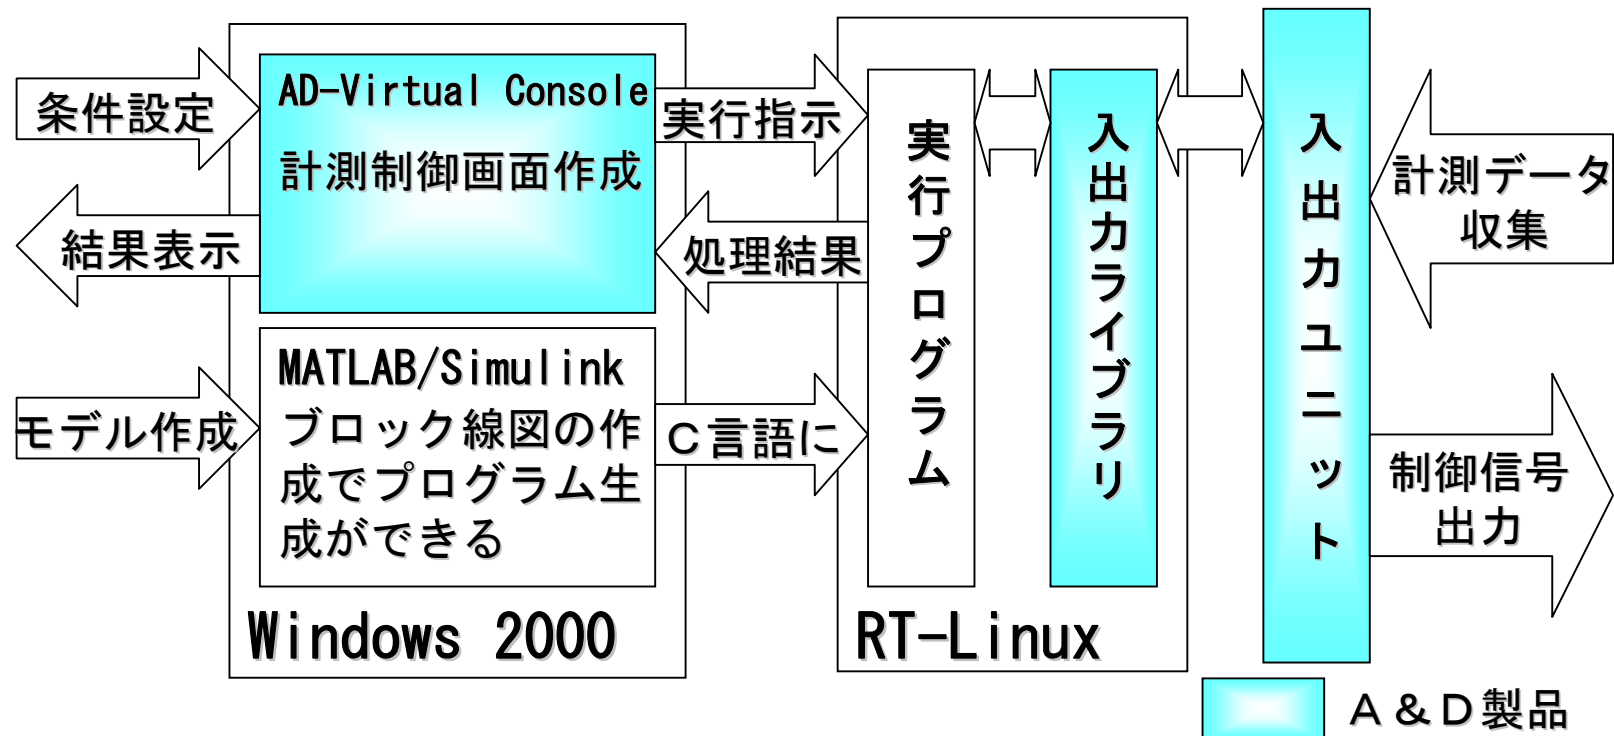 条件設定
結果表示
モデル作成
AD-Virtual Console
計測制御画面作成
MATLAB/Simulink
ブロック線図の作
成でプログラム生
成ができる
Windows 2000
実行指示
処理結果
C言語に
実行プログラム
入出力ライブラリ
RT-Linux
入出力ユニット
計測データ
収集
制御信号
出力
A&D製品